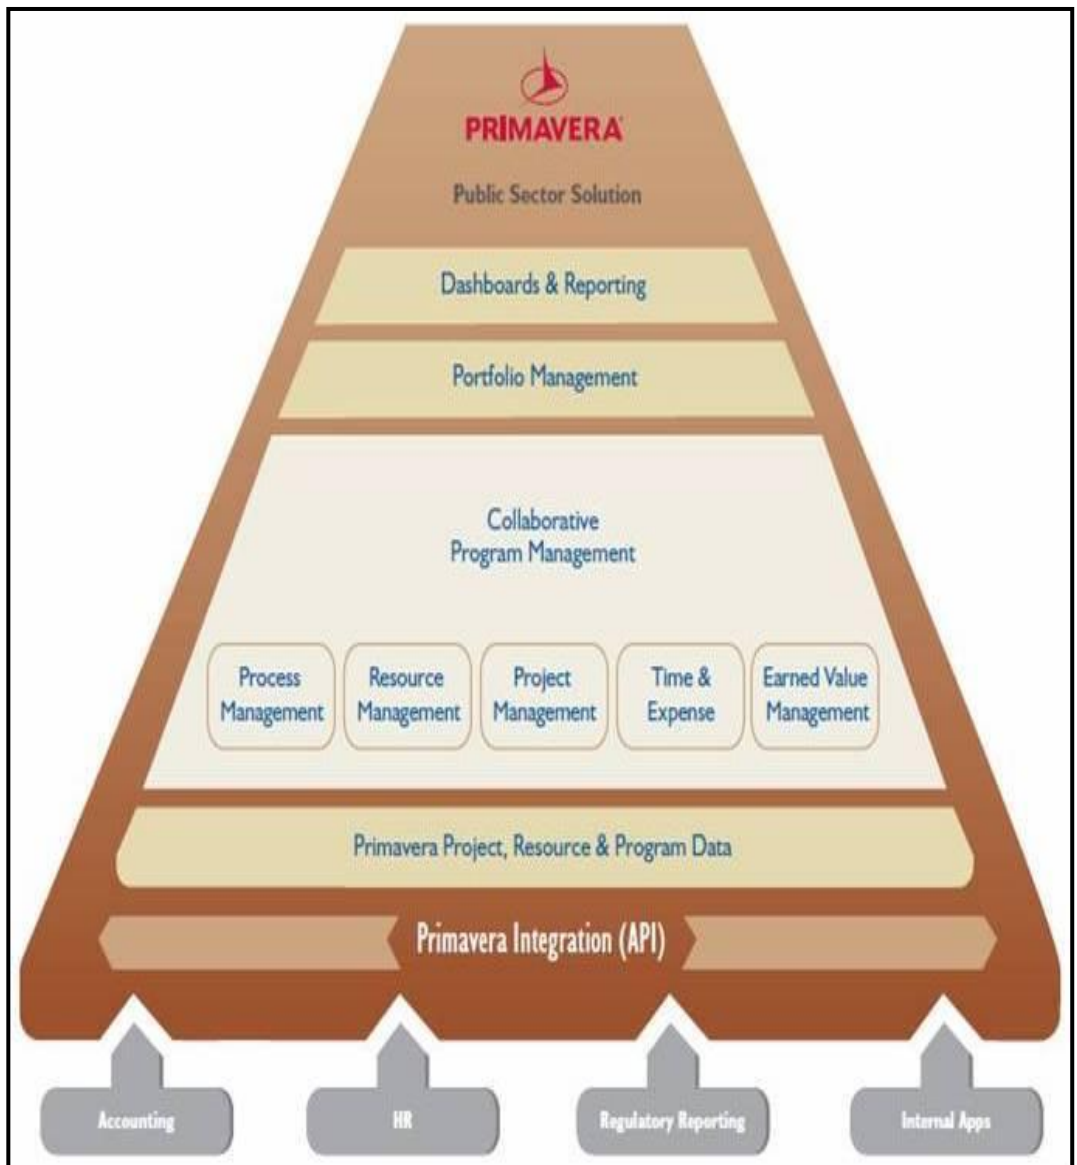 PRIMAVERA
Public Sector Solution
Dashboards & Reporting
Portfolio Management
Collaborative
Program Management
Process
Management
Resource
Management
Project
Management
Time &
Expense
Earned Value
Management
Primavera Project, Resource & Program Data
Primavera Integration (API)
Accounting
HR
Regulatory Reporting
Internal Apps